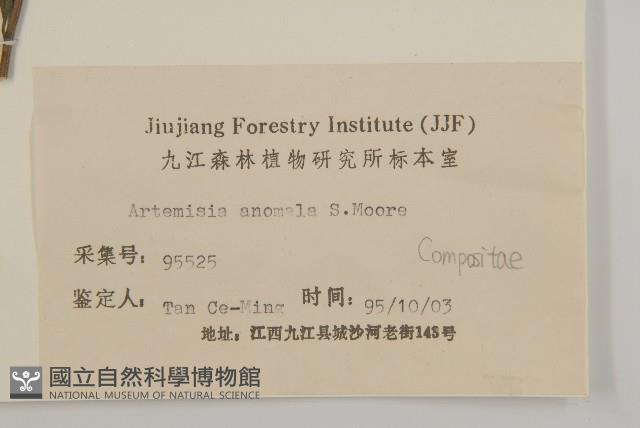 Jiujiang Forestry Institute (JJF)
九江森林植物研究所标本室
Artemisia anomala S.Moore
采集号: 95525
Compositae
鉴定人: Tan Ce-Ming 时间: 95/10/03
地址: 江西九江县城沙河老街143号
國立自然科學博物館
NATIONAL MUSEUM OF NATURAL SCIENCE